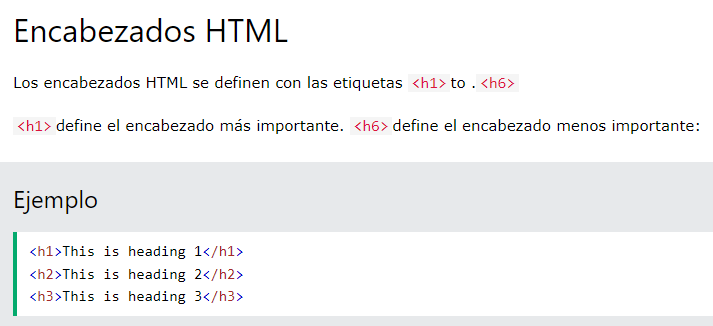 Encabezados HTML
Los encabezados HTML se definen con las etiquetas <h1> to . <h6>
<h1> define el encabezado más importante. <h6> define el encabezado menos importante:
Ejemplo
<h1>This is heading 1</h1>
<h2>This is heading 2</h2>
<h3>This is heading 3</h3>